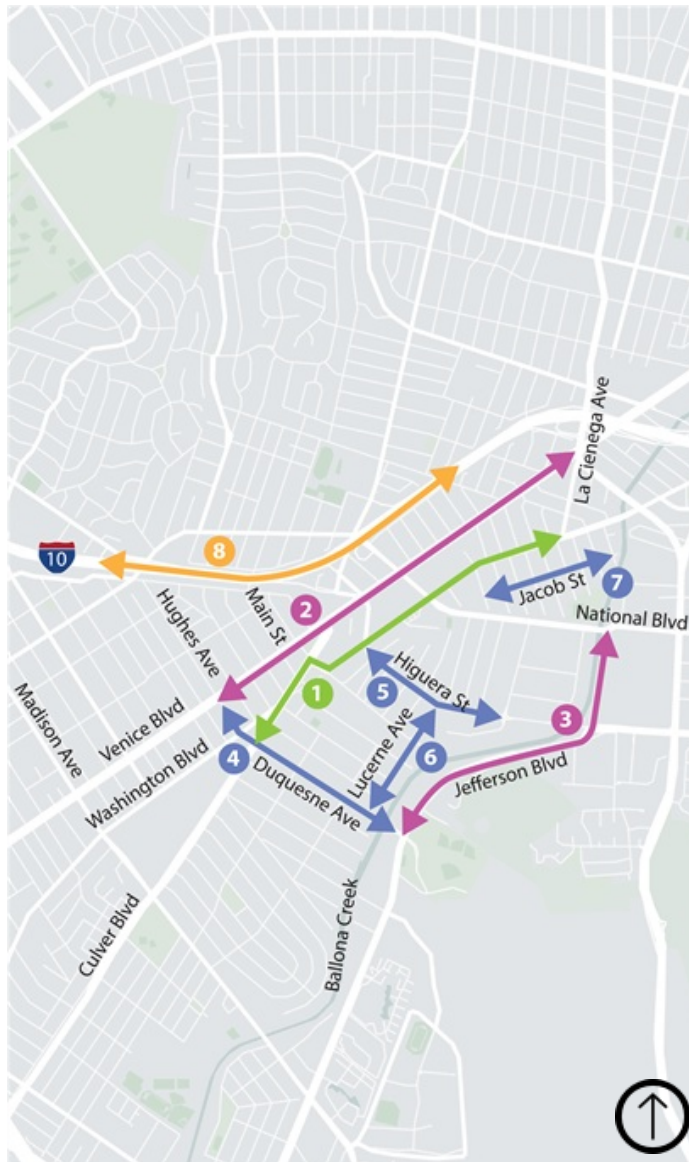 La Cienega Ave
10
8
2
Main St
Hughes Ave
7
Jacob St
National Blvd
1
Higuera St
5
Madison Ave
Venice Blvd
3
Washington Blvd
4
Duquesne Ave
Lucerne Ave
6
Jefferson Blvd
Culver Blvd
Ballona Creek